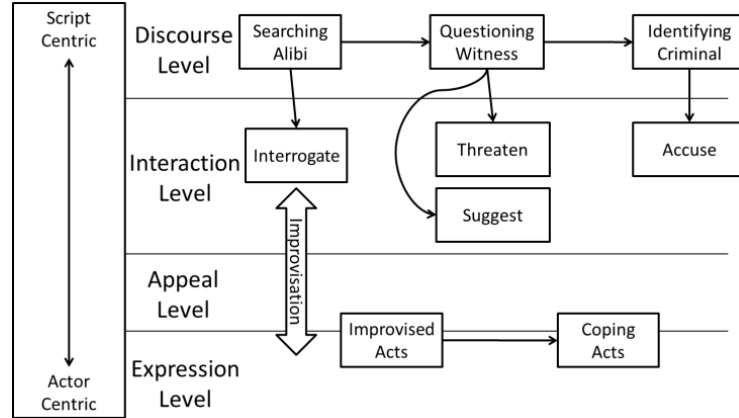 Script
Centric
Discourse
Level
Searching
Alibi
Questioning
Witness
Identifying
Criminal
Interaction
Level
Interrogate
Threaten
Accuse
Suggest
Improvisation
Appeal
Level
Improvised
Acts
Coping
Acts
Expression
Level
Actor
Centric